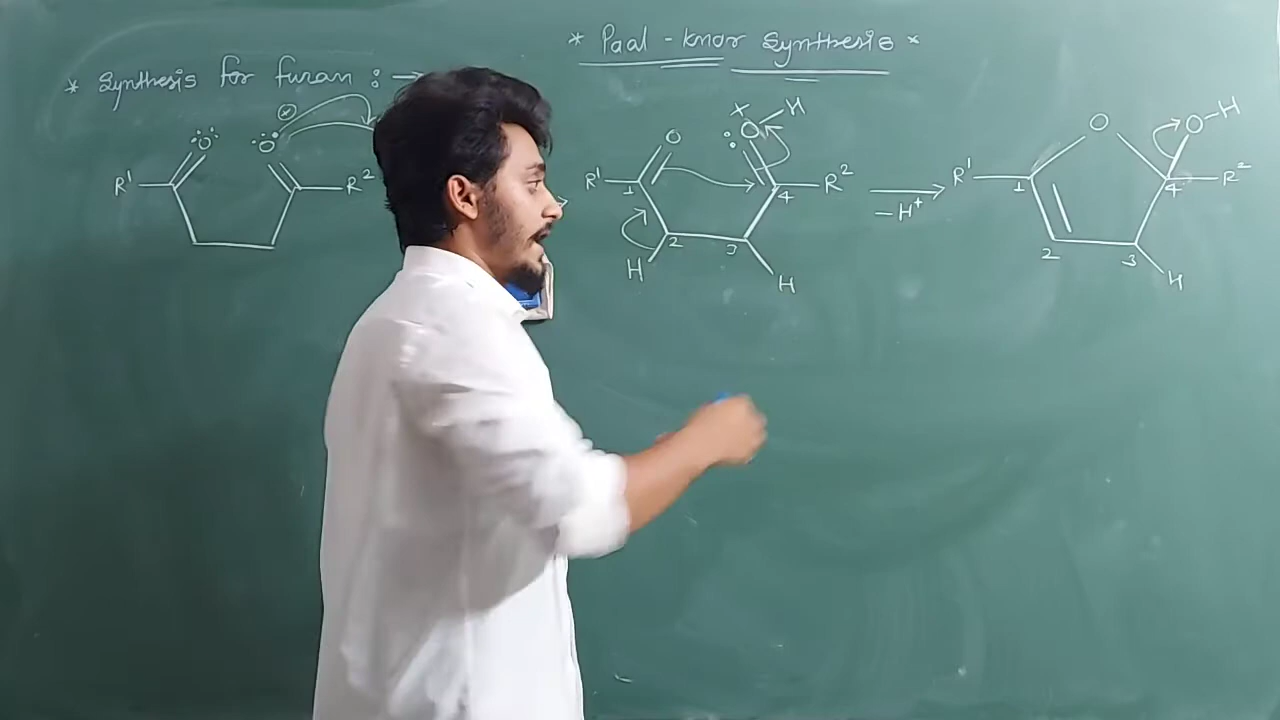 * Paal - Knor Synthesis *
* Synthesis for furan : →
R¹ O O ⊕ R²
R¹ O 1 2 3 4 H H + O H R²
→ -H⁺
R¹ O 1 2 3 4 O-H R² H